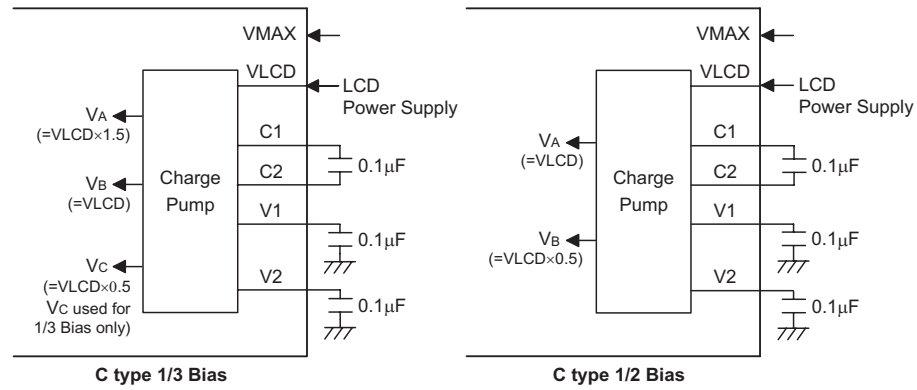 VMAX
VLCD
LCD
Power Supply
VA
(=VLCD×1.5)
C1
0.1μF
C2
Charge
Pump
VB
(=VLCD)
V1
0.1μF
VC
(=VLCD×0.5
VC used for
1/3 Bias only)
V2
0.1μF
C type 1/3 Bias
VMAX
VLCD
LCD
Power Supply
VA
(=VLCD)
C1
0.1μF
C2
Charge
Pump
V1
0.1μF
VB
(=VLCD×0.5)
V2
0.1μF
C type 1/2 Bias